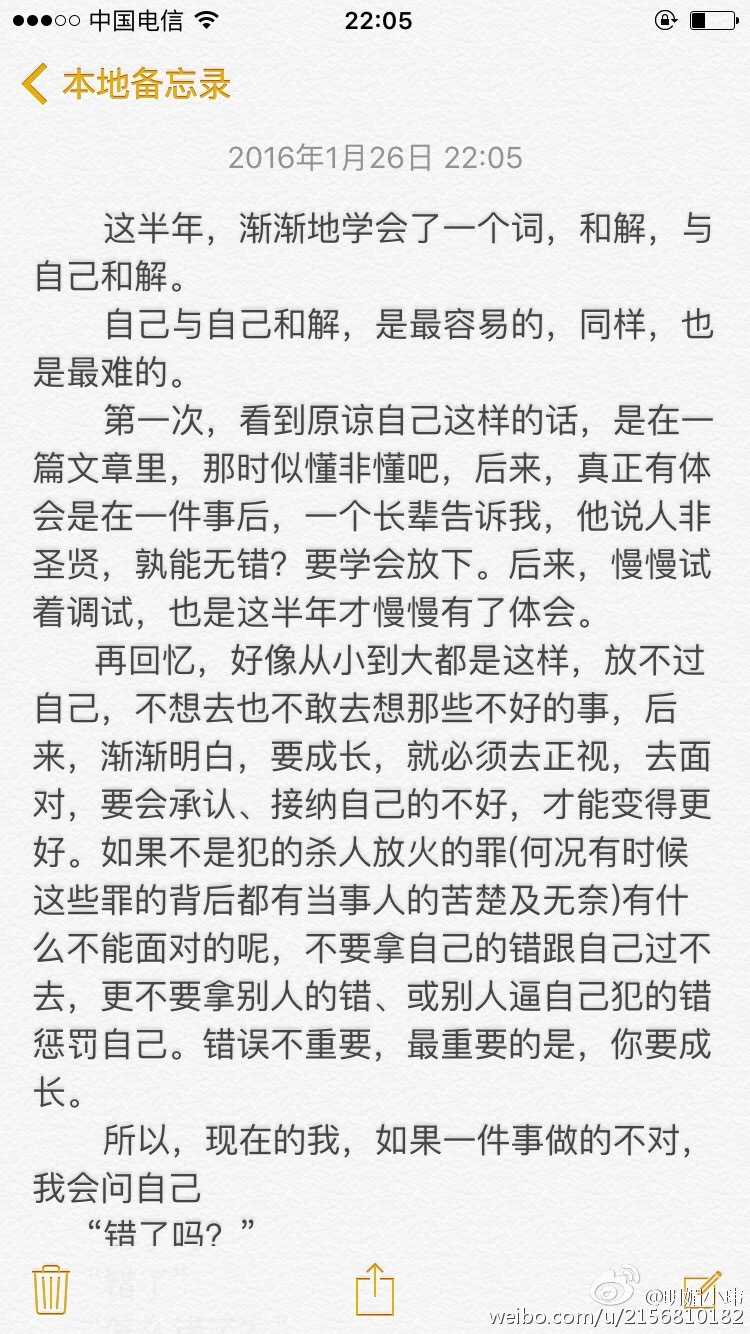 中国电信
22:05
本地备忘录
2016年1月26日 22:05
这半年，渐渐地学会了一个词，和解，与
自己和解。
自己与自己和解，是最容易的，同样，也
是最难的。
第一次，看到原谅自己这样的话，是在一
篇文章里，那时似懂非懂吧，后来，真正有体
会是在一件事后，一个长辈告诉我，他说人非
圣贤，孰能无错？要学会放下。后来，慢慢试
着调试，也是这半年才慢慢有了体会。
再回忆，好像从小到大都是这样，放不过
自己，不想去也不敢去想那些不好的事，后
来，渐渐明白，要成长，就必须去正视，去面
对，要会承认、接纳自己的不好，才能变得更
好。如果不是犯的杀人放火的罪(何况有时候
这些罪的背后都有当事人的苦楚及无奈)有什
么不能面对的呢，不要拿自己的错跟自己过不
去，更不要拿别人的错、或别人逼自己犯的错
惩罚自己。错误不重要，最重要的是，你要成
长。
所以，现在的我，如果一件事做的不对，
我会问自己
“错了吗？”
“错了”
weibo.com/u/2156810182